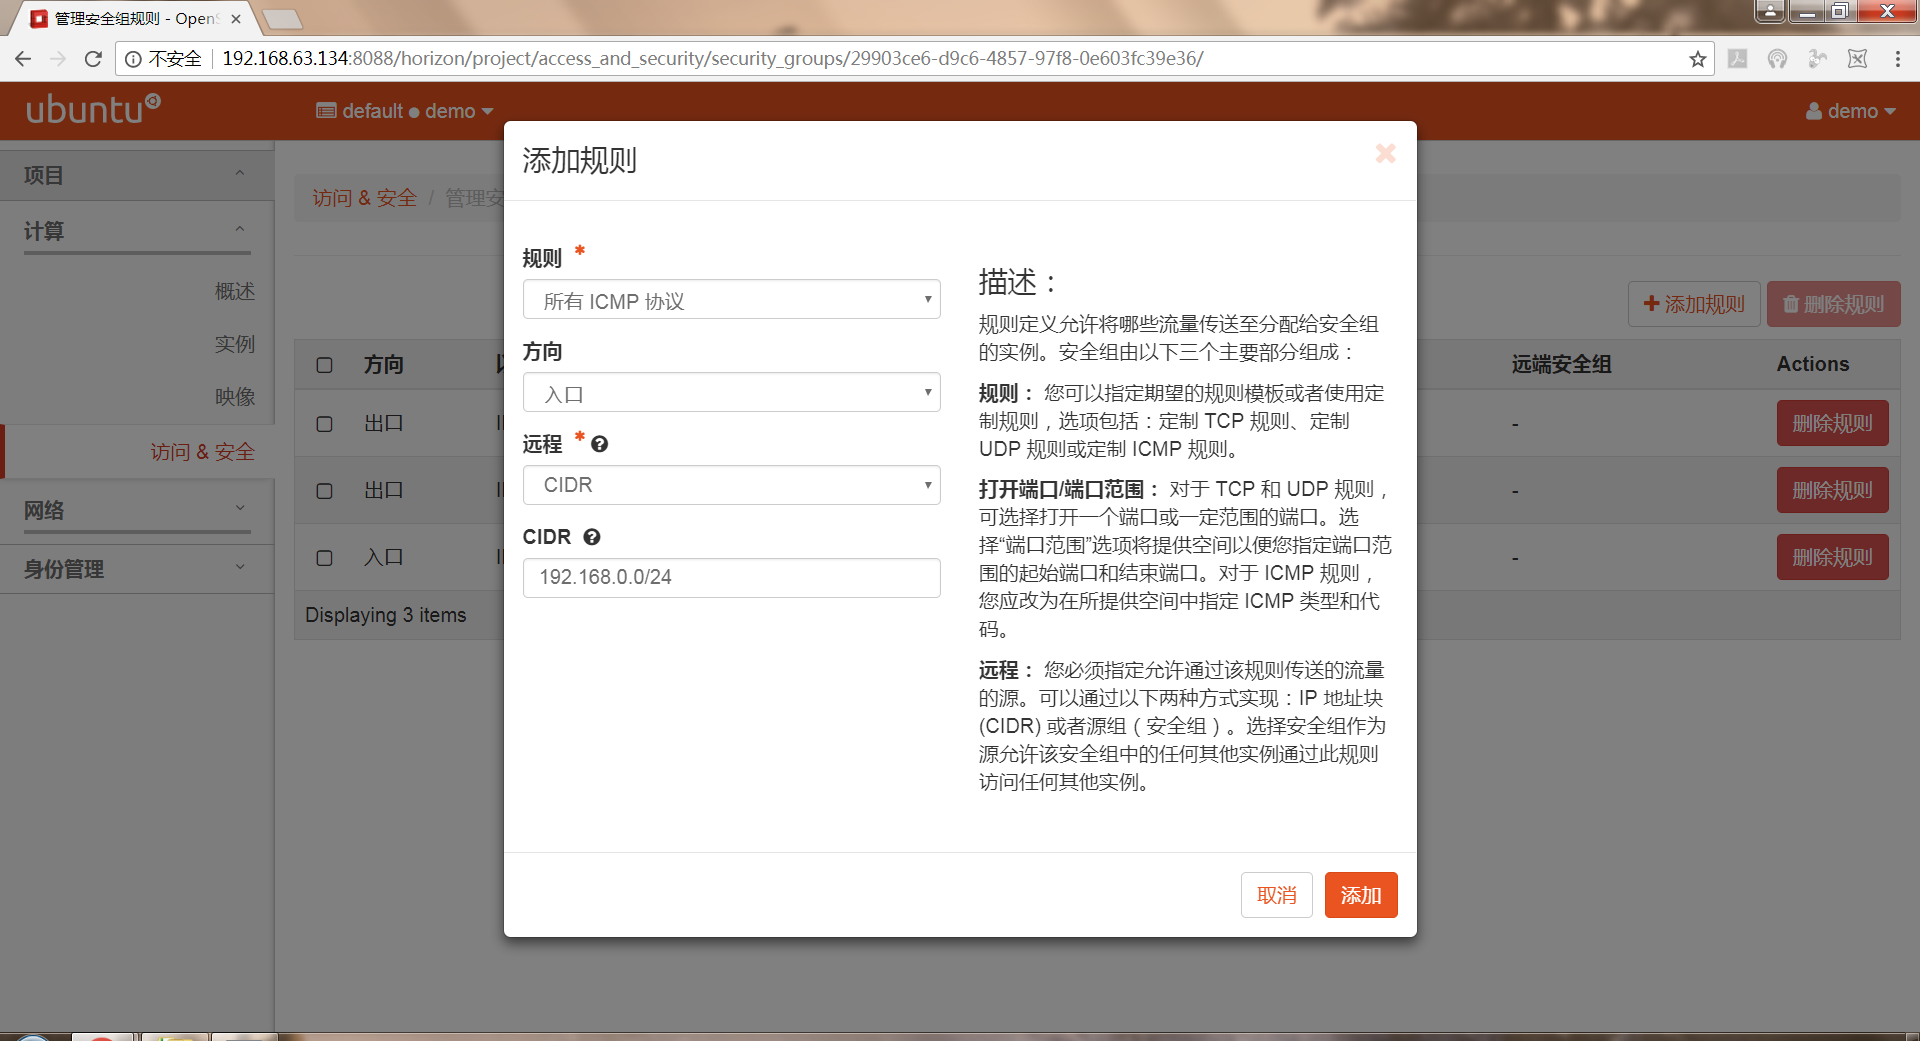 管理安全组规则 - OpenS
不安全
192.168.63.134:8088/horizon/project/access_and_security/security_groups/29903ce6-d9c6-4857-97f8-0e603fc39e36/
ubuntu
default ● demo
demo
项目
计算
概述
实例
映像
访问 & 安全
网络
身份管理
访问 & 安全 / 管理安
添加规则
删除规则
方向
远端安全组
Actions
出口
-
删除规则
出口
-
删除规则
入口
-
删除规则
Displaying 3 items
添加规则
规则 *
所有 ICMP 协议
方向
入口
远程 *
CIDR
CIDR
192.168.0.0/24
描述：
规则定义允许将哪些流量传送至分配给安全组
的实例。安全组由以下三个主要部分组成：
规则： 您可以指定期望的规则模板或者使用定
制规则，选项包括：定制 TCP 规则、定制
UDP 规则或定制 ICMP 规则。
打开端口/端口范围： 对于 TCP 和 UDP 规则，
可选择打开一个端口或一定范围的端口。选
择“端口范围”选项将提供空间以便您指定端口范
围的起始端口和结束端口。对于 ICMP 规则，
您应改为在所提供空间中指定 ICMP 类型和代
码。
远程： 您必须指定允许通过该规则传送的流量
的源。可以通过以下两种方式实现：IP 地址块
(CIDR) 或者源组（安全组）。选择安全组作为
源允许该安全组中的任何其他实例通过此规则
访问任何其他实例。
取消
添加